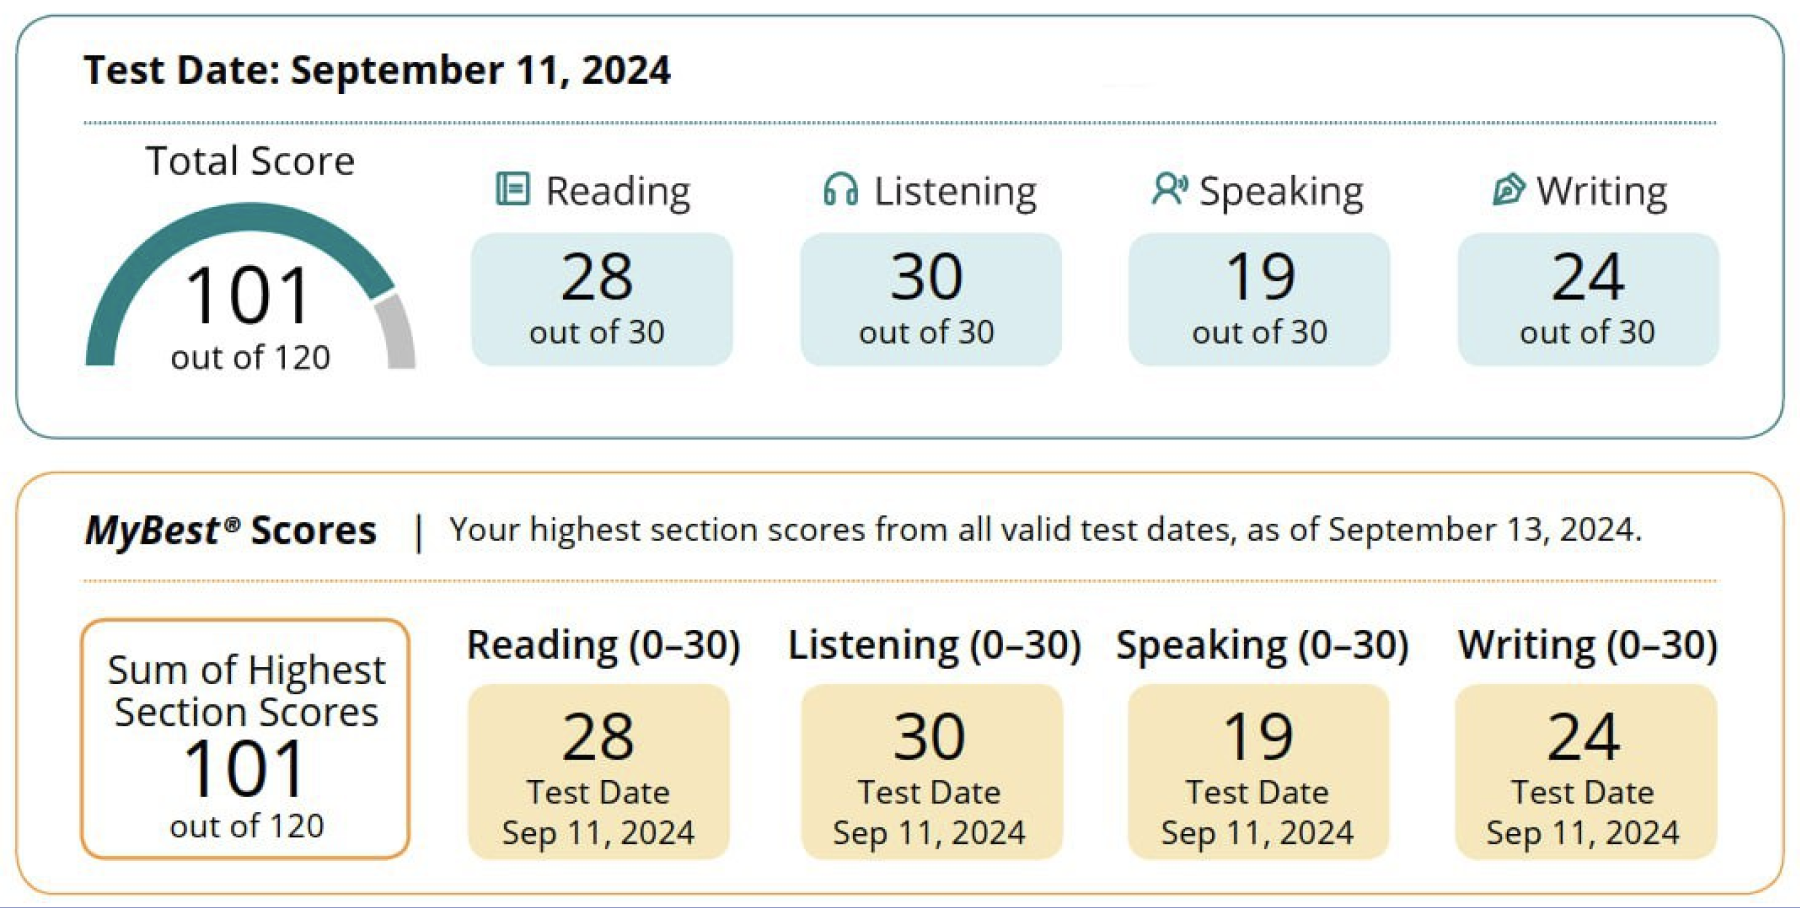 Test Date: September 11, 2024
Total Score
101
out of 120
Reading
28
out of 30
Listening
30
out of 30
Speaking
19
out of 30
Writing
24
out of 30
MyBest® Scores | Your highest section scores from all valid test dates, as of September 13, 2024.
Sum of Highest
Section Scores
101
out of 120
Reading (0–30)
28
Test Date
Sep 11, 2024
Listening (0–30)
30
Test Date
Sep 11, 2024
Speaking (0–30)
19
Test Date
Sep 11, 2024
Writing (0–30)
24
Test Date
Sep 11, 2024